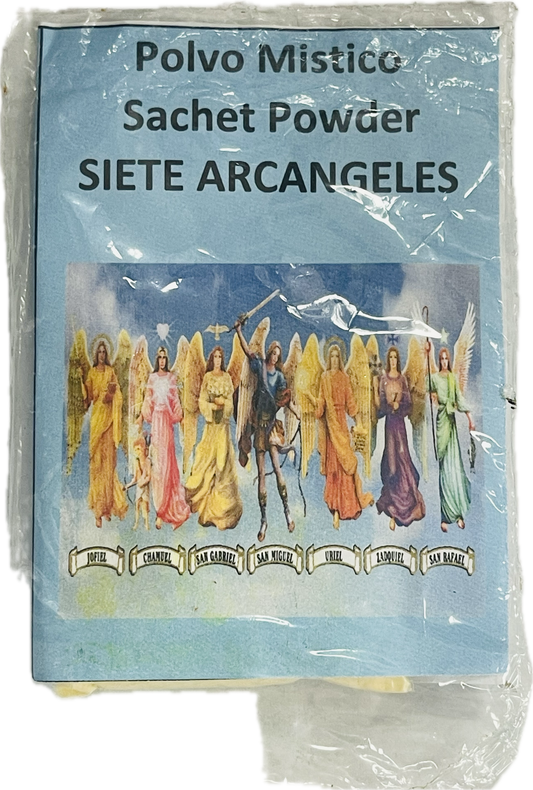 Polvo Mistico
Sachet Powder
SIETE ARCANGELES
JOFIEL CHAMUEL SAN GABRIEL SAN MIGUEL URIEL ZADQUIEL SAN RAFAEL